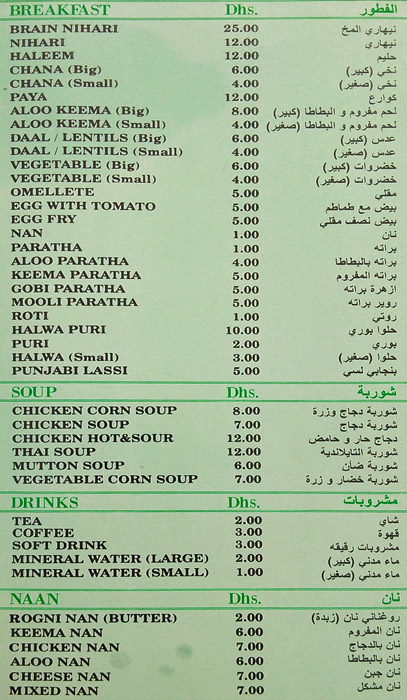 BREAKFAST Dhs. الفطور
BRAIN NIHARI 25.00 نيهاري المخ
NIHARI 12.00 نيهاري
HALEEM 12.00 حليم
CHANA (Big) 6.00 نخي (كبير)
CHANA (Small) 4.00 نخي (صغير)
PAYA 12.00 كوارع
ALOO KEEMA (Big) 8.00 لحم مفروم و البطاطا (كبير)
ALOO KEEMA (Small) 4.00 لحم مفروم و البطاطا (صغير)
DAAL / LENTILS (Big) 6.00 عدس (كبير)
DAAL / LENTILS (Small) 4.00 عدس (صغير)
VEGETABLE (Big) 6.00 خضروات (كبير)
VEGETABLE (Small) 4.00 خضروات (صغير)
OMELLETE 5.00 مقلي
EGG WITH TOMATO 5.00 بيض مع طماطم
EGG FRY 5.00 بيض نصف مقلي
NAN 1.00 نان
PARATHA 1.00 براته
ALOO PARATHA 4.00 براته بالبطاطا
KEEMA PARATHA 5.00 براته المفروم
GOBI PARATHA 5.00 ازهرة براته
MOOLI PARATHA 5.00 روير براته
ROTI 1.00 روتي
HALWA PURI 10.00 حلوا بوري
PURI 2.00 بوري
HALWA (Small) 3.00 حلوا (صغير)
PUNJABI LASSI 5.00 بنجابي لسي
SOUP Dhs. شوربة
CHICKEN CORN SOUP 8.00 شوربة دجاج وزرة
CHICKEN SOUP 7.00 شوربة دجاج
CHICKEN HOT&SOUR 12.00 دجاج حار و حامض
THAI SOUP 12.00 شوربة التايلاندية
MUTTON SOUP 6.00 شوربة ضأن
VEGETABLE CORN SOUP 7.00 شوربة خضار و زرة
DRINKS Dhs. مشروبات
TEA 2.00 شاي
COFFEE 3.00 قهوة
SOFT DRINK 3.00 مشروبات رقيقه
MINERAL WATER (LARGE) 2.00 ماء مدني (كبير)
MINERAL WATER (SMALL) 1.00 ماء مدني (صغير)
NAAN Dhs. نان
ROGNI NAN (BUTTER) 2.00 روغناني نان (زبدة)
KEEMA NAN 6.00 نان المفروم
CHICKEN NAN 7.00 نان بالدجاج
ALOO NAN 6.00 نان بالبطاطا
CHEESE NAN 7.00 نان جبن
MIXED NAN 7.00 نان مشكل